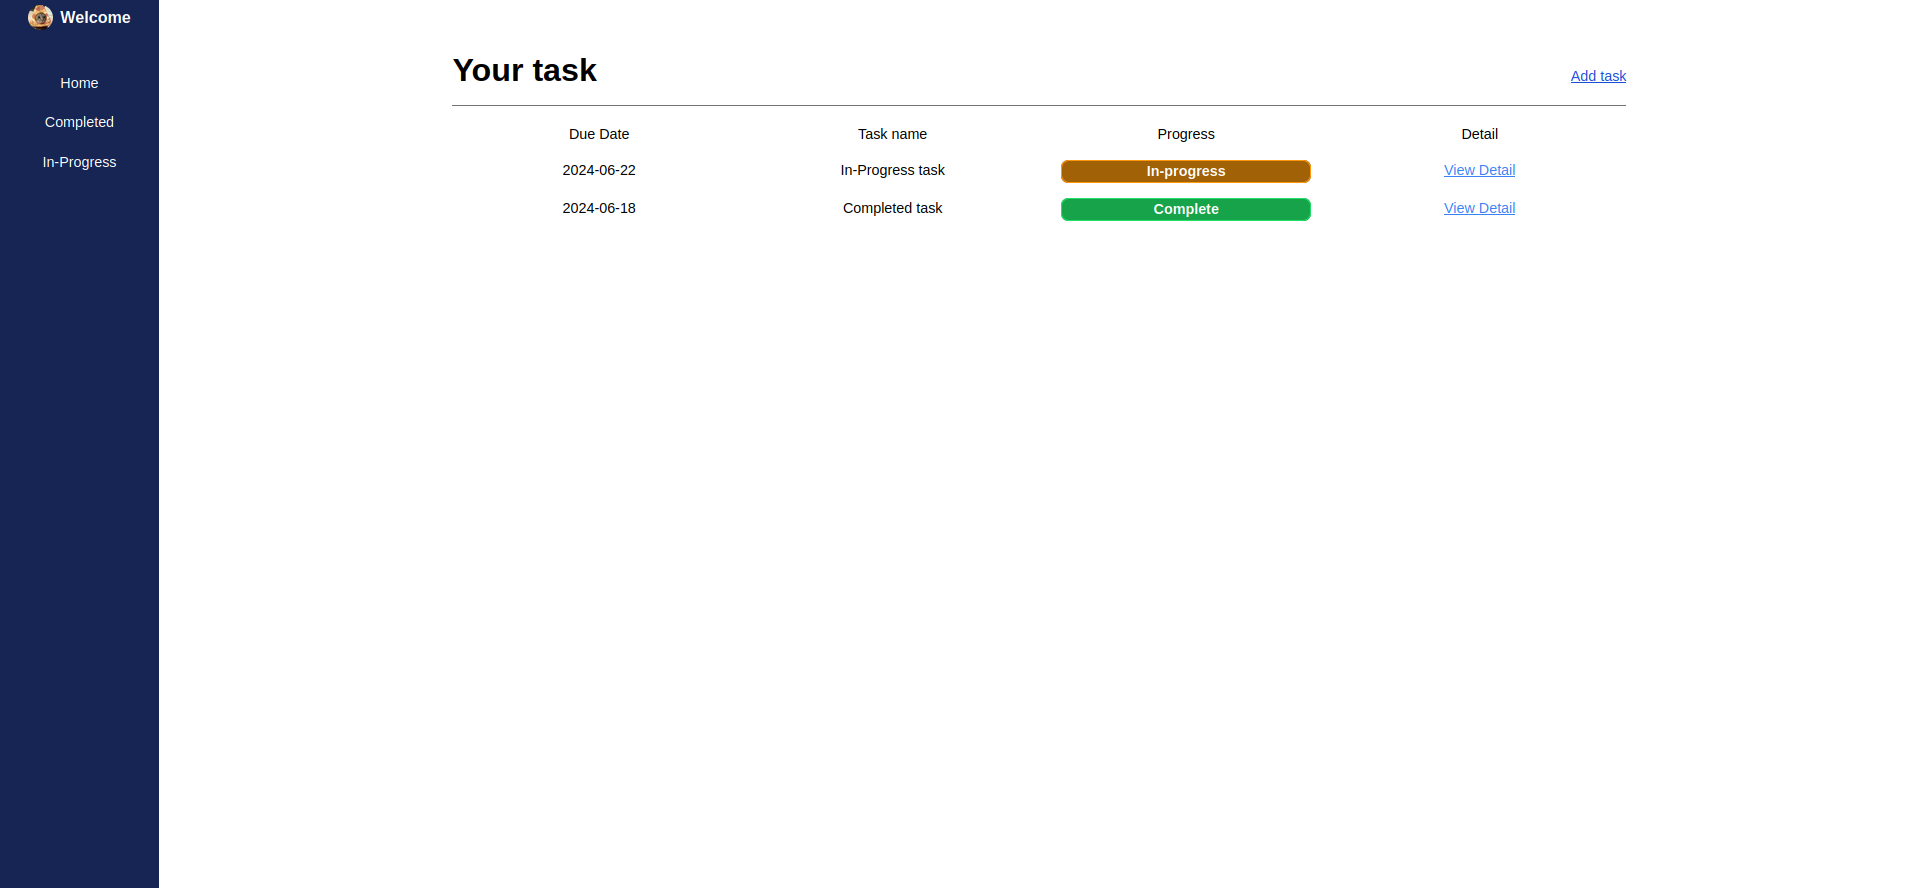 Welcome
Home
Completed
In-Progress
Your task
Add task
Due Date Task name Progress Detail
2024-06-22 In-Progress task In-progress View Detail
2024-06-18 Completed task Complete View Detail